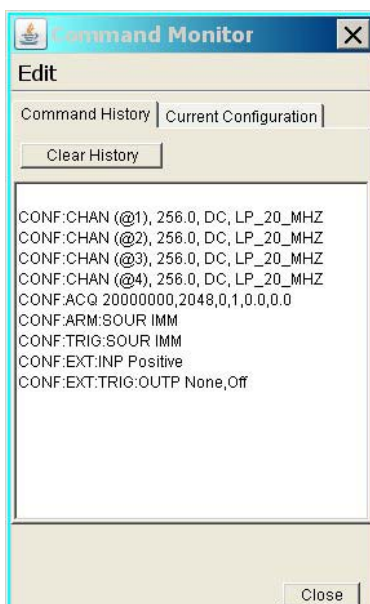 Command Monitor
Edit
Command History Current Configuration
Clear History
CONF:CHAN (@1), 256.0, DC, LP_20_MHZ
CONF:CHAN (@2), 256.0, DC, LP_20_MHZ
CONF:CHAN (@3), 256.0, DC, LP_20_MHZ
CONF:CHAN (@4), 256.0, DC, LP_20_MHZ
CONF:ACQ 20000000,2048,0,1,0.0,0.0
CONF:ARM:SOUR IMM
CONF:TRIG:SOUR IMM
CONF:EXT:INP Positive
CONF:EXT:TRIG:OUTP None,Off
Close